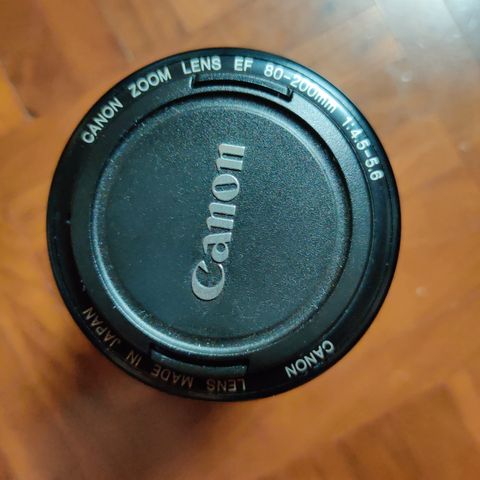 CANON ZOOM LENS EF 80-200mm 1:4.5-5.6
Canon
CANON
LENS MADE IN JAPAN